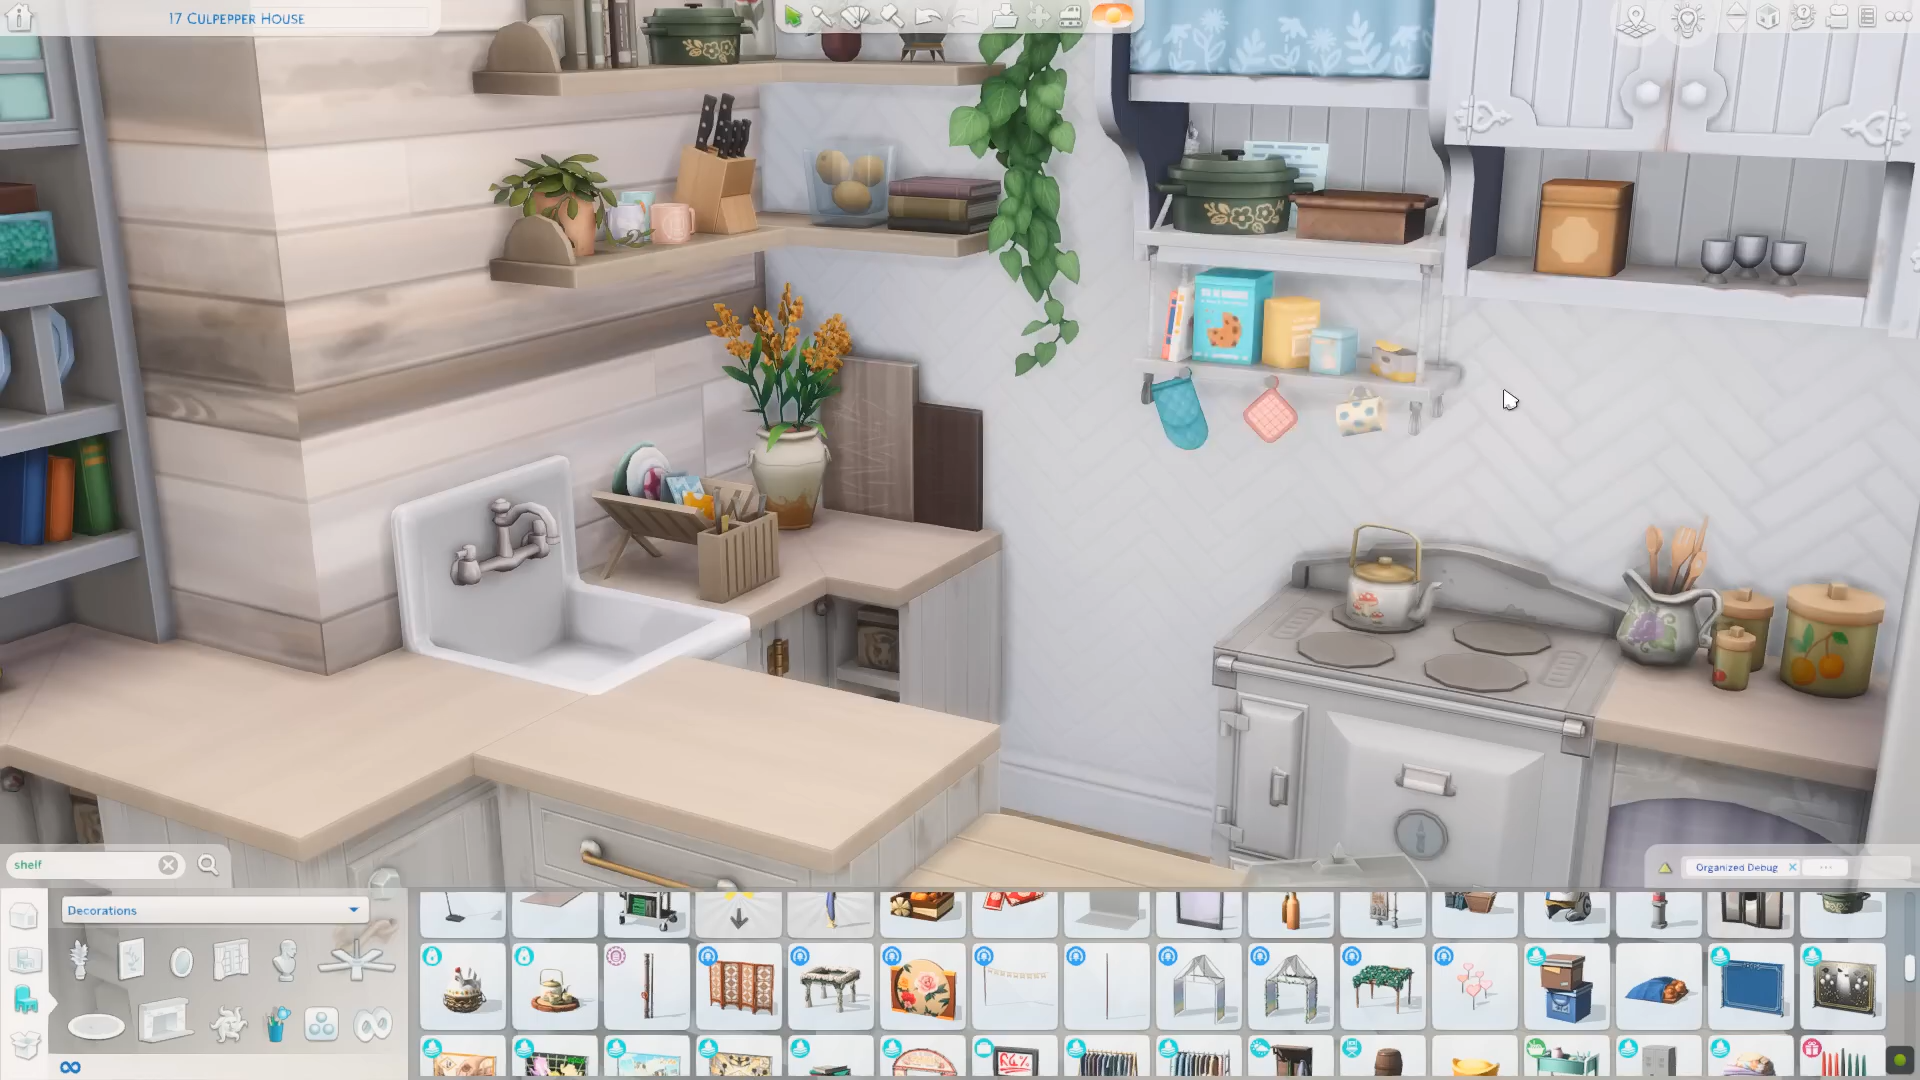 17 Culpepper House
shelf
Organized Debug
Decorations